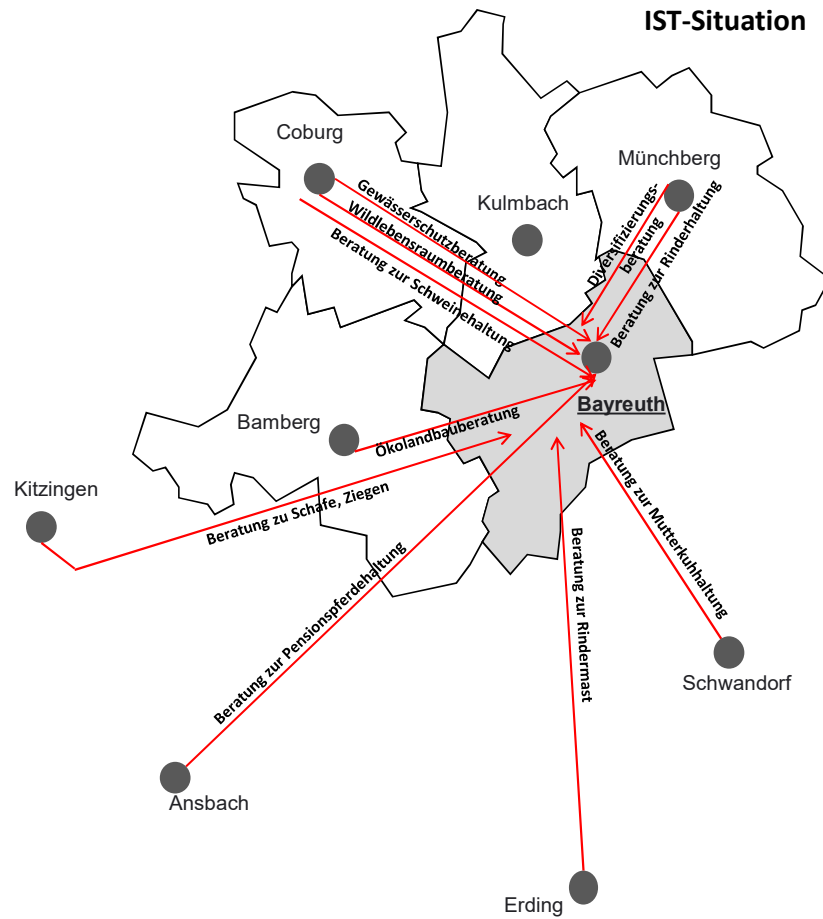 IST-Situation
Coburg
Münchberg
Kulmbach
Gewässerschutzberatung
Wildlebensraumberatung
Beratung zur Schweinehaltung
Diversifizierungs-
beratung
Beratung zur Rinderhaltung
Bayreuth
Bamberg
Ökolandbauberatung
Kitzingen
Beratung zu Schafe, Ziegen
Beratung zur Pensionspferdehaltung
Beratung zur Rindermast
Beratung zur Mutterkuhhaltung
Schwandorf
Ansbach
Erding